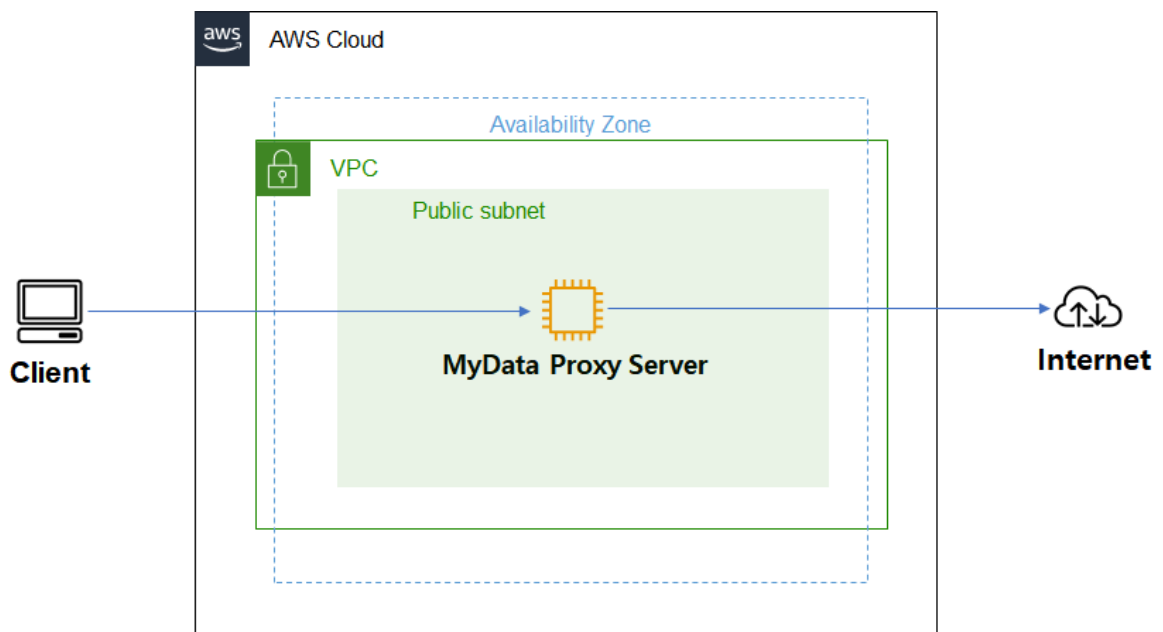 aws
AWS Cloud
Availability Zone
VPC
Public subnet
MyData Proxy Server
Client
Internet